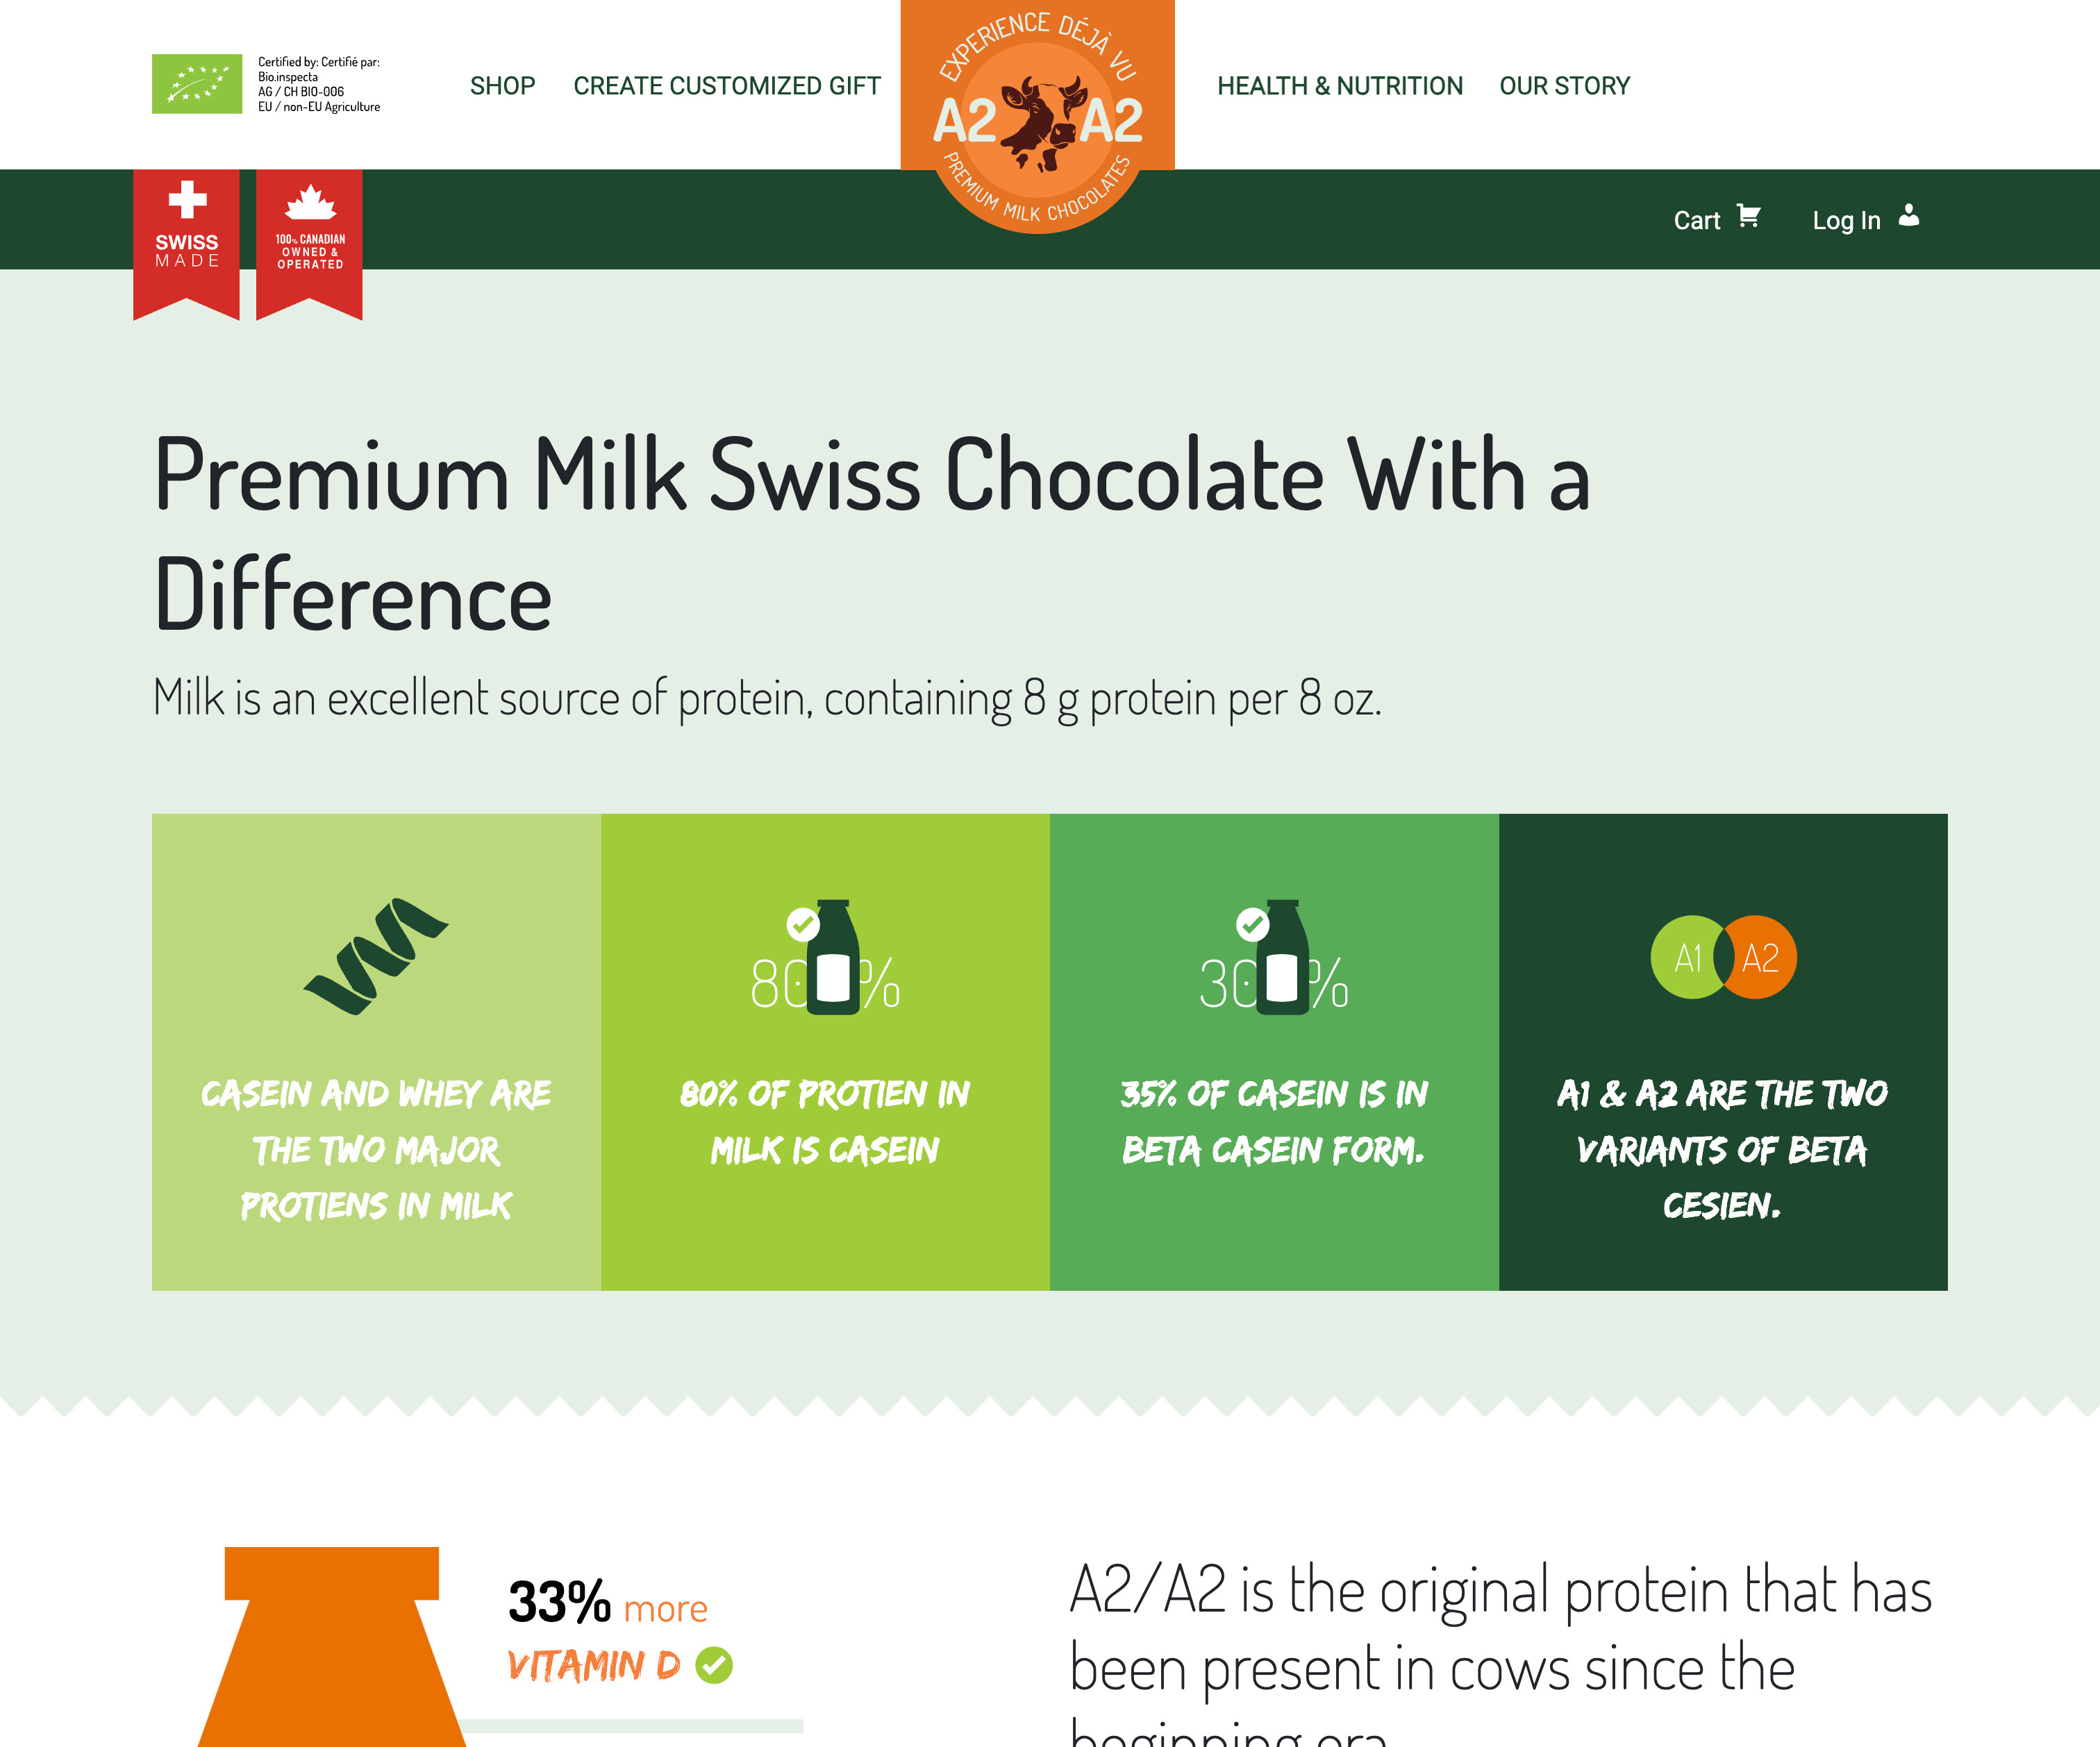 Certified by: Certifié par:
Bio.inspecta
AG / CH BIO-006
EU / non-EU Agriculture
SHOP
CREATE CUSTOMIZED GIFT
EXPERIENCE DÉJÀ VU
A2 A2
PREMIUM MILK CHOCOLATES
HEALTH & NUTRITION
OUR STORY
SWISS
MADE
100% CANADIAN
OWNED &
OPERATED
Cart
Log In
Premium Milk Swiss Chocolate With a
Difference
Milk is an excellent source of protein, containing 8 g protein per 8 oz.
CASEIN AND WHEY ARE
THE TWO MAJOR
PROTIENS IN MILK
80 %
80% OF PROTIEN IN
MILK IS CASEIN
30 %
35% OF CASEIN IS IN
BETA CASEIN FORM.
A1 A2
A1 & A2 ARE THE TWO
VARIANTS OF BETA
CESIEN.
33% more
VITAMIN D
A2/A2 is the original protein that has
been present in cows since the
beginning era